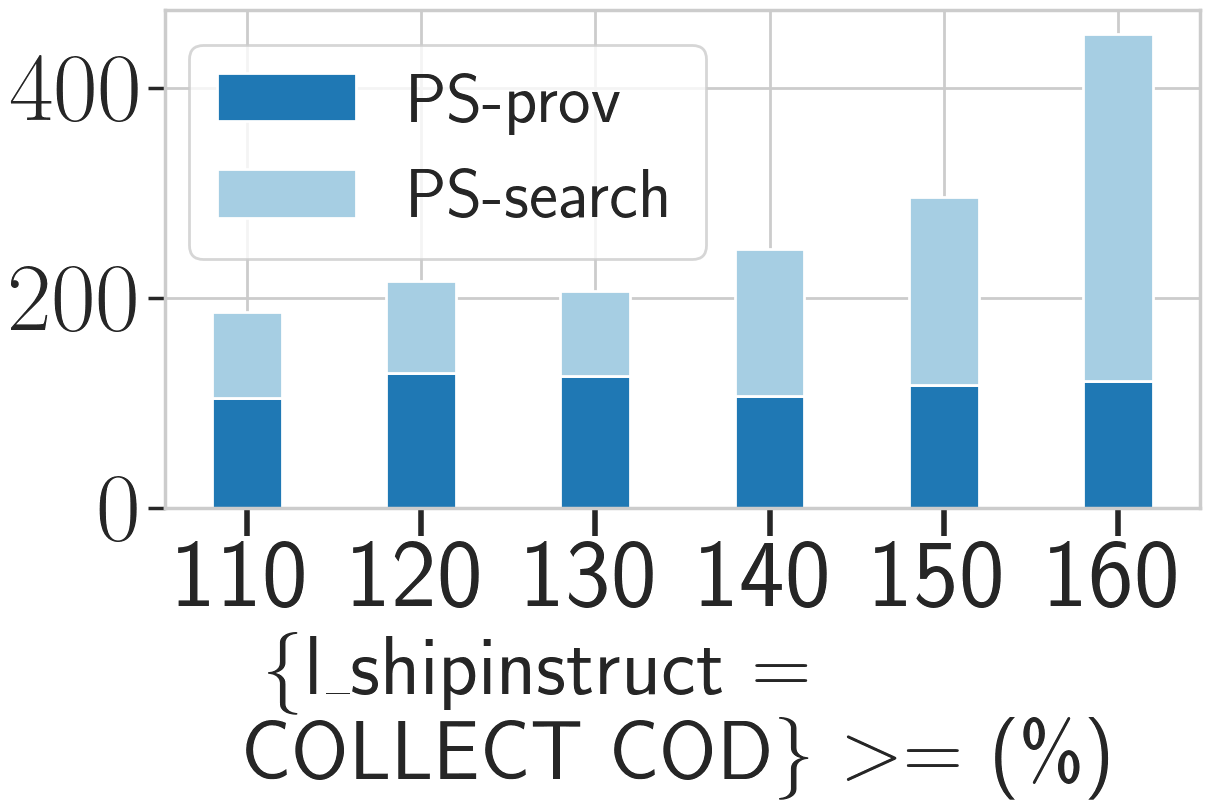 400
200
0
PS-prov
PS-search
110 120 130 140 150 160
{l_shipinstruct =
COLLECT COD} >= (%)